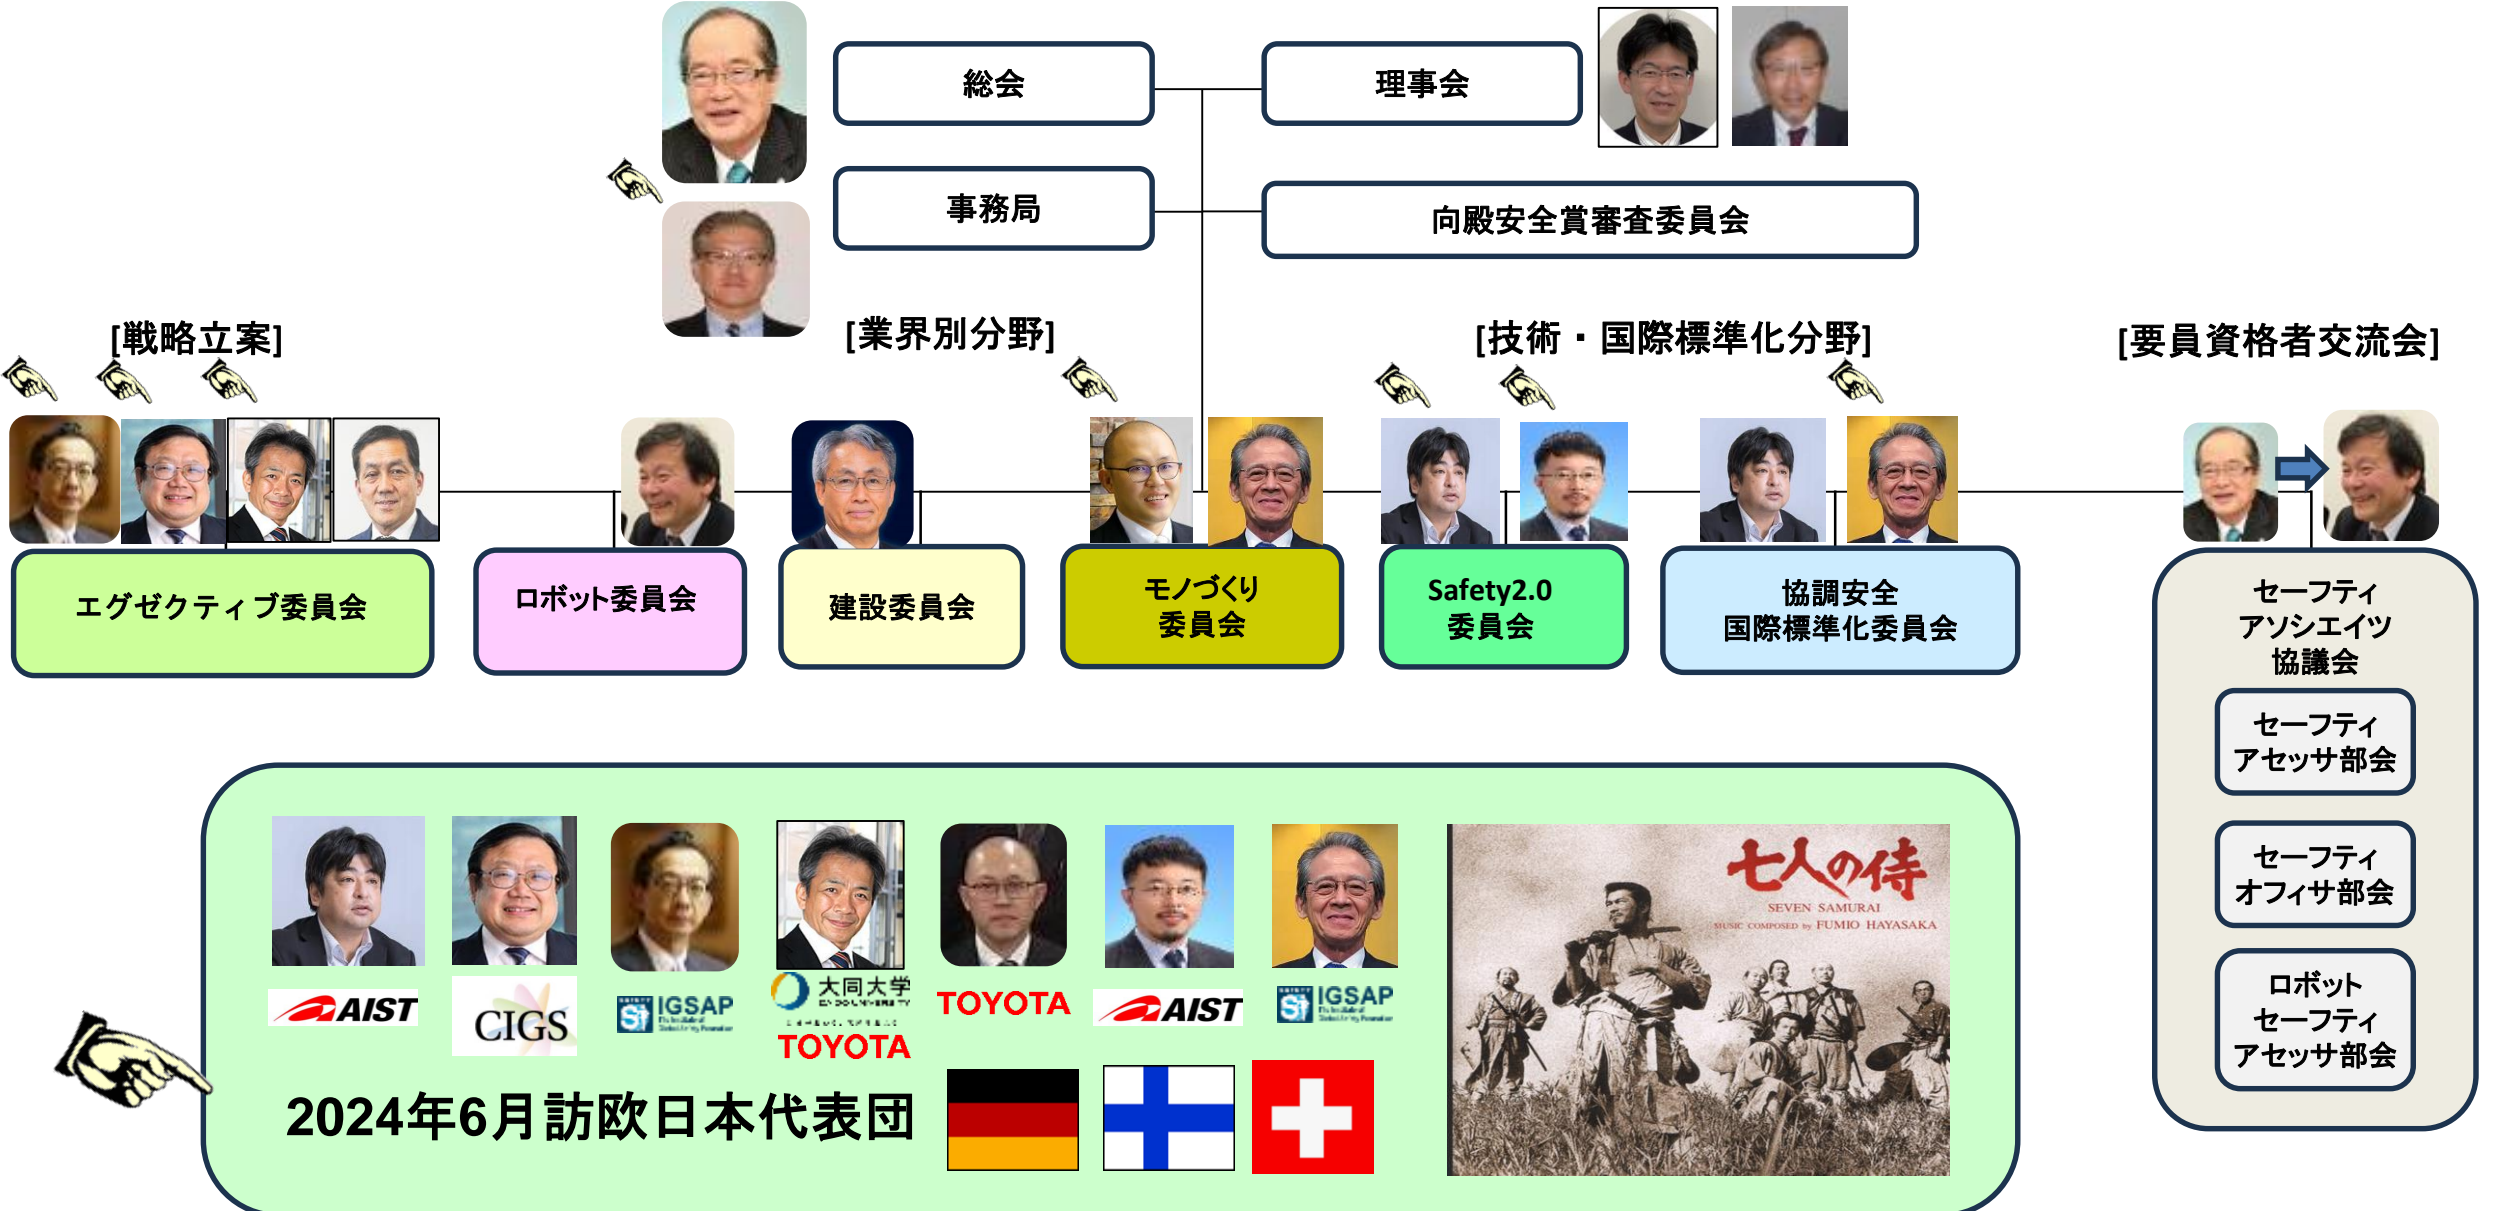 総会
理事会
事務局
向殿安全賞審査委員会
[戦略立案]
[業界別分野]
[技術・国際標準化分野]
[要員資格者交流会]
エグゼクティブ委員会
ロボット委員会
建設委員会
モノづくり
委員会
Safety2.0
委員会
協調安全
国際標準化委員会
セーフティ
アソシエイツ
協議会
セーフティ
アセッサ部会
セーフティ
オフィサ部会
ロボット
セーフティ
アセッサ部会
AIST
CIGS
IGSAP
大同大学
DAIDO UNIVERSITY
TOYOTA
TOYOTA
AIST
IGSAP
2024年6月訪欧日本代表団
七人の侍
SEVEN SAMURAI
MUSIC COMPOSED by FUMIO HAYASAKA